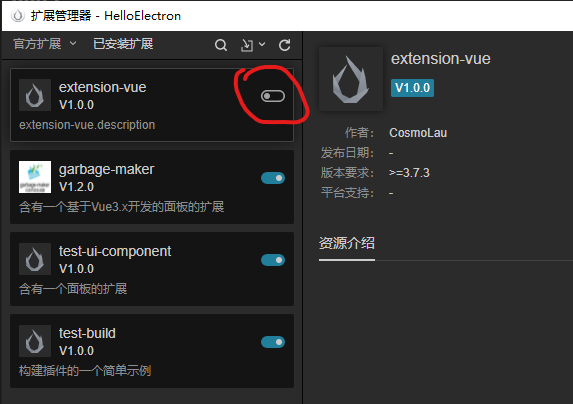 扩展管理器 - HelloElectron
官方扩展 已安装扩展
extension-vue
V1.0.0
extension-vue.description
garbage-maker
garbage-maker
V1.2.0
含有一个基于Vue3.x开发的面板的扩展
test-ui-component
V1.0.0
含有一个面板的扩展
test-build
V1.0.0
构建插件的一个简单示例
extension-vue
V1.0.0
作者: CosmoLau
发布日期: -
版本要求: >=3.7.3
平台支持: -
资源介绍